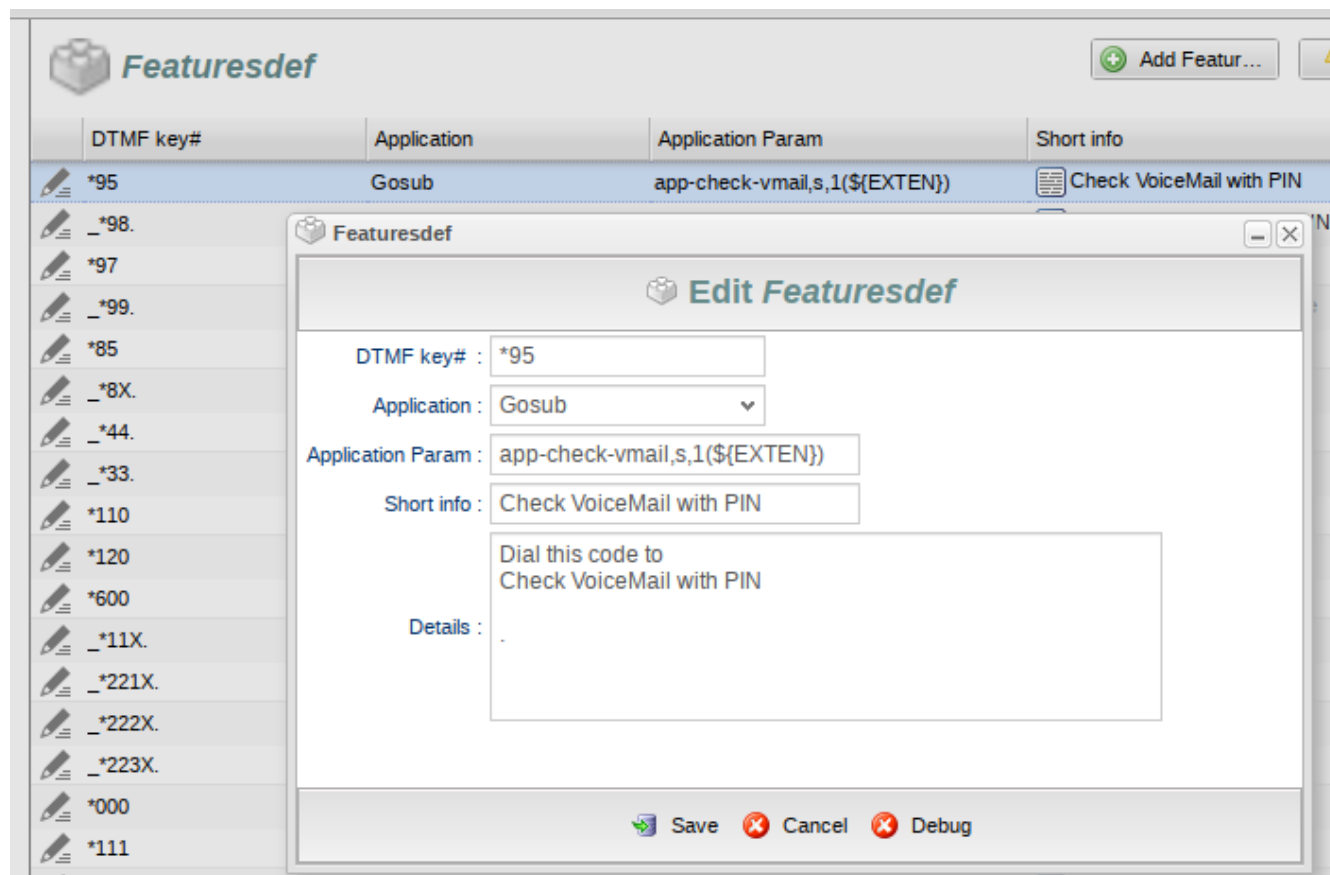 Featuresdef
Add Featur...
DTMF key# Application Application Param Short info
*95 Gosub app-check-vmail,s,1(${EXTEN}) Check VoiceMail with PIN
_*98.
*97
_*99.
*85
_*8X.
_*44.
_*33.
*110
*120
*600
_*11X.
_*221X.
_*222X.
_*223X.
*000
*111
Featuresdef
Edit Featuresdef
DTMF key# : *95
Application : Gosub
Application Param : app-check-vmail,s,1(${EXTEN})
Short info : Check VoiceMail with PIN
Details :
Dial this code to
Check VoiceMail with PIN
.
Save Cancel Debug